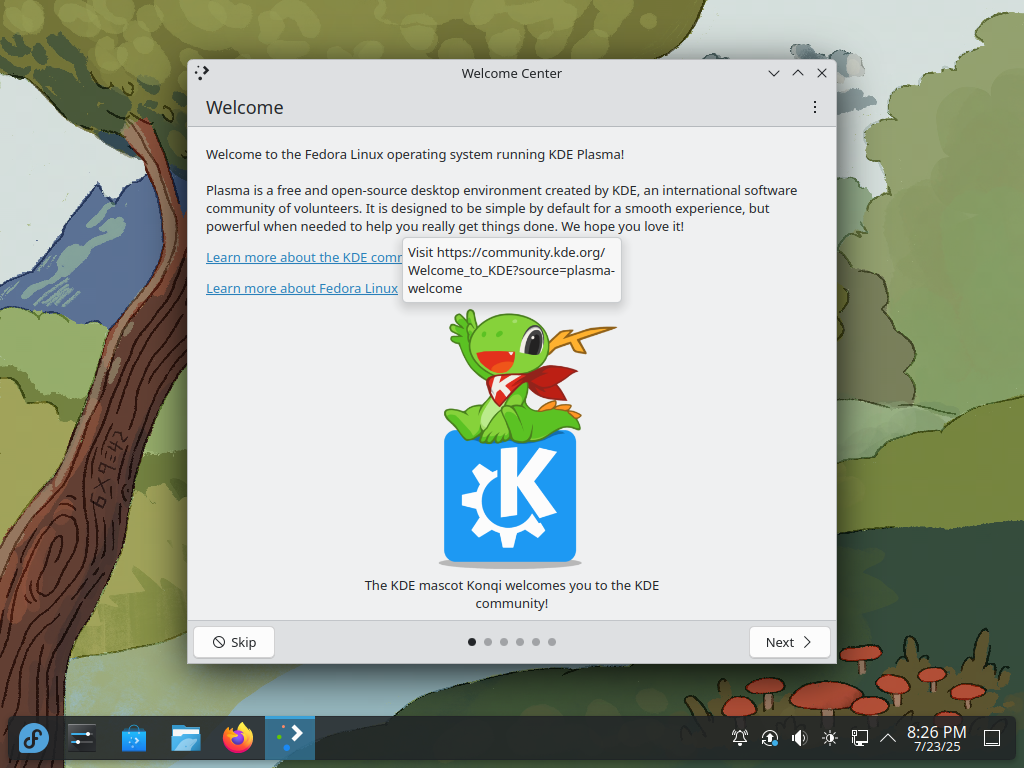 Welcome Center
Welcome
Welcome to the Fedora Linux operating system running KDE Plasma!
Plasma is a free and open-source desktop environment created by KDE, an international software
community of volunteers. It is designed to be simple by default for a smooth experience, but
powerful when needed to help you really get things done. We hope you love it!
Learn more about the KDE
Visit https://community.kde.org/
Welcome_to_KDE?source=plasma-
welcome
Learn more about Fedora Linux
K
K
6×9=42
The KDE mascot Konqi welcomes you to the KDE
community!
Skip
Next
8:26 PM
7/23/25